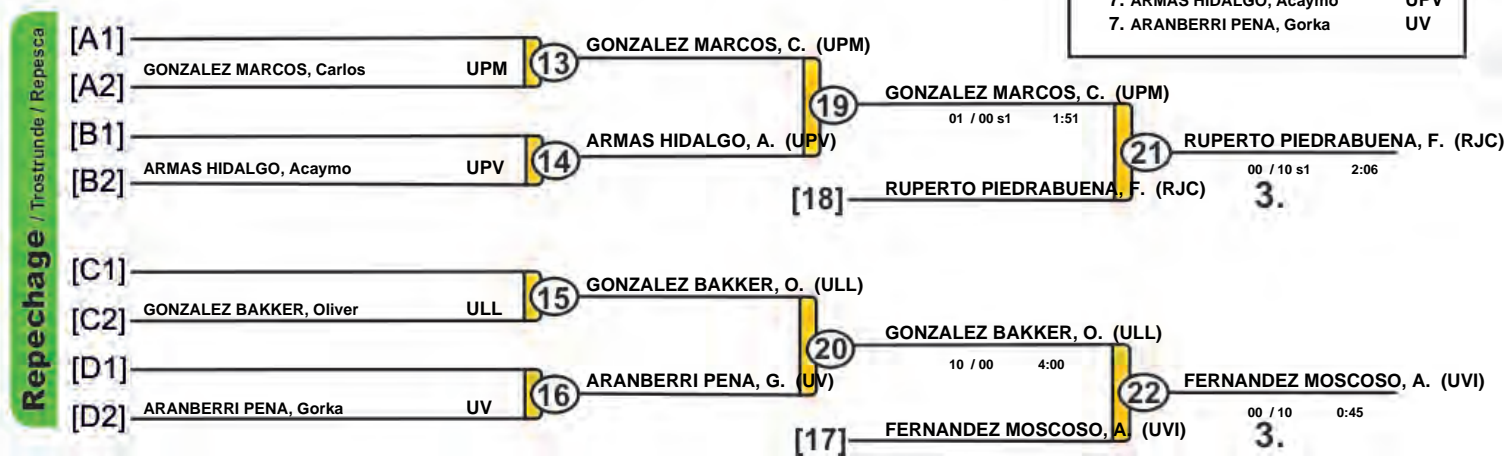 7. ARMAS HIDALGO, Acaymo UPV
7. ARANBERRI PENA, Gorka UV
Repechage / Trostrunde / Repesca
[A1]
GONZALEZ MARCOS, Carlos UPM
[A2]
13
GONZALEZ MARCOS, C. (UPM)
[B1]
ARMAS HIDALGO, Acaymo UPV
[B2]
14
ARMAS HIDALGO, A. (UPV)
19
GONZALEZ MARCOS, C. (UPM)
01 / 00 s1 1:51
[18]
RUPERTO PIEDRABUENA, F. (RJC)
21
RUPERTO PIEDRABUENA, F. (RJC)
00 / 10 s1 2:06
3.
[C1]
GONZALEZ BAKKER, Oliver ULL
[C2]
15
GONZALEZ BAKKER, O. (ULL)
[D1]
ARANBERRI PENA, Gorka UV
[D2]
16
ARANBERRI PENA, G. (UV)
20
GONZALEZ BAKKER, O. (ULL)
10 / 00 4:00
[17]
FERNANDEZ MOSCOSO, A. (UVI)
22
FERNANDEZ MOSCOSO, A. (UVI)
00 / 10 0:45
3.